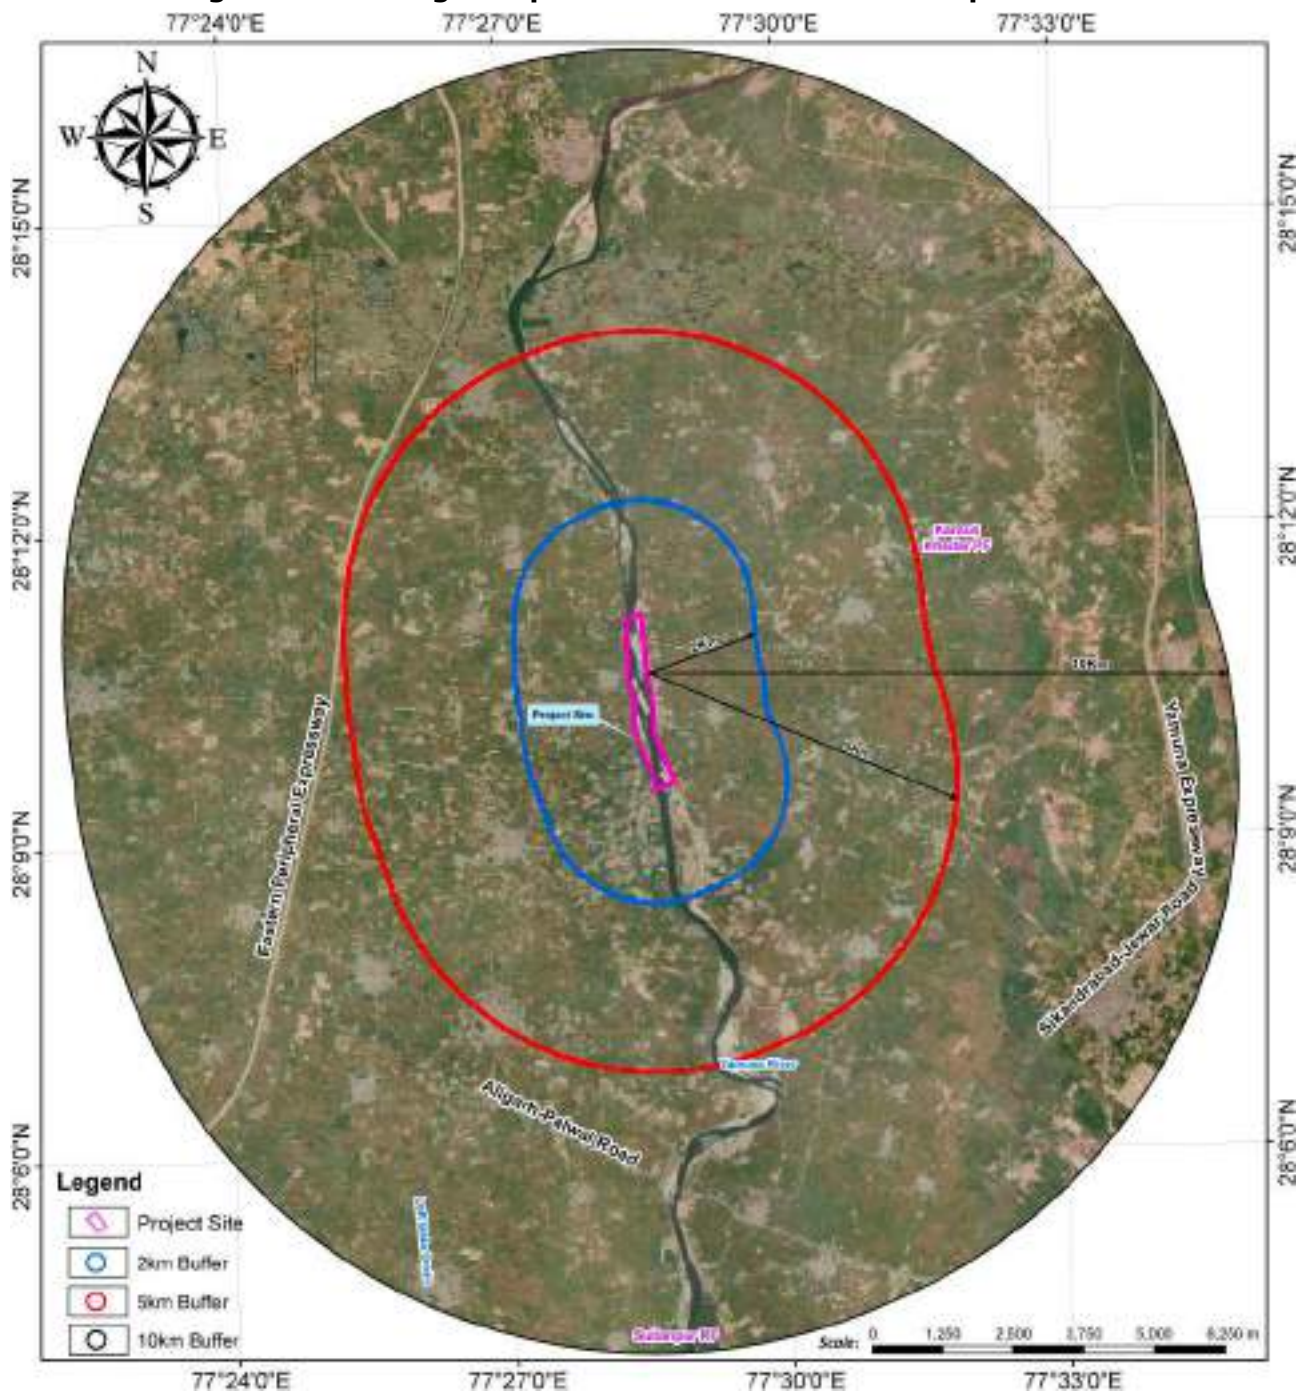 77°24'0"E
77°27'0"E
77°30'0"E
77°33'0"E
N
W
E
S
28°15'0"N
28°15'0"N
28°12'0"N
28°12'0"N
28°9'0"N
28°9'0"N
28°6'0"N
28°6'0"N
10Km
Project Site
Eastern Peripheral Expressway
Yamuna Expressway
Sikandrabad-Jewar Road
Yamuna River
Aligarh-Palwal Road
Legend
Project Site
2km Buffer
5km Buffer
10km Buffer
Scale:
0
1,250
2,500
3,750
5,000
6,250 m
77°24'0"E
77°27'0"E
77°30'0"E
77°33'0"E